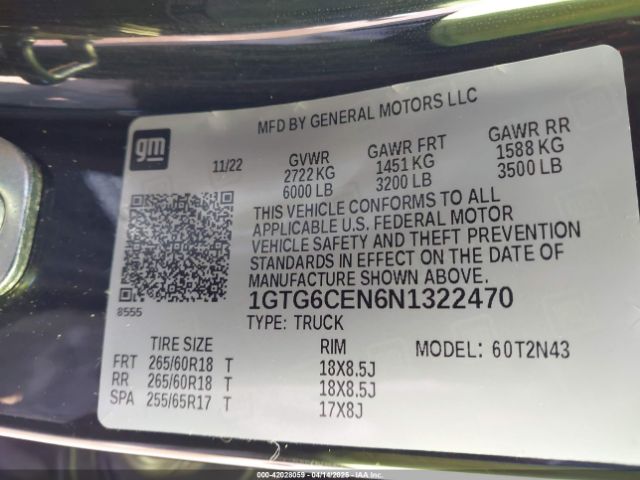 MFD BY GENERAL MOTORS LLC
gm
11/22
GVWR GAWR FRT GAWR RR
2722 KG 1451 KG 1588 KG
6000 LB 3200 LB 3500 LB
THIS VEHICLE CONFORMS TO ALL
APPLICABLE U.S. FEDERAL MOTOR
VEHICLE SAFETY AND THEFT PREVENTION
STANDARDS IN EFFECT ON THE DATE OF
MANUFACTURE SHOWN ABOVE.
8555
1GTG6CEN6N1322470
TYPE: TRUCK
TIRE SIZE RIM MODEL: 60T2N43
FRT 265/60R18 T 18X8.5J
RR 265/60R18 T 18X8.5J
SPA 255/65R17 T 17X8J
000-42028059 -- 04/14/2025 -- IAAI.COM